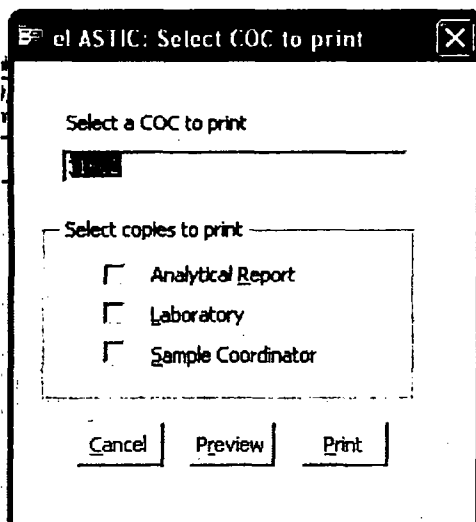 el ASTIC: Select COC to print
Select a COC to print
Select copies to print
Analytical Report
Laboratory
Sample Coordinator
Cancel Preview Print